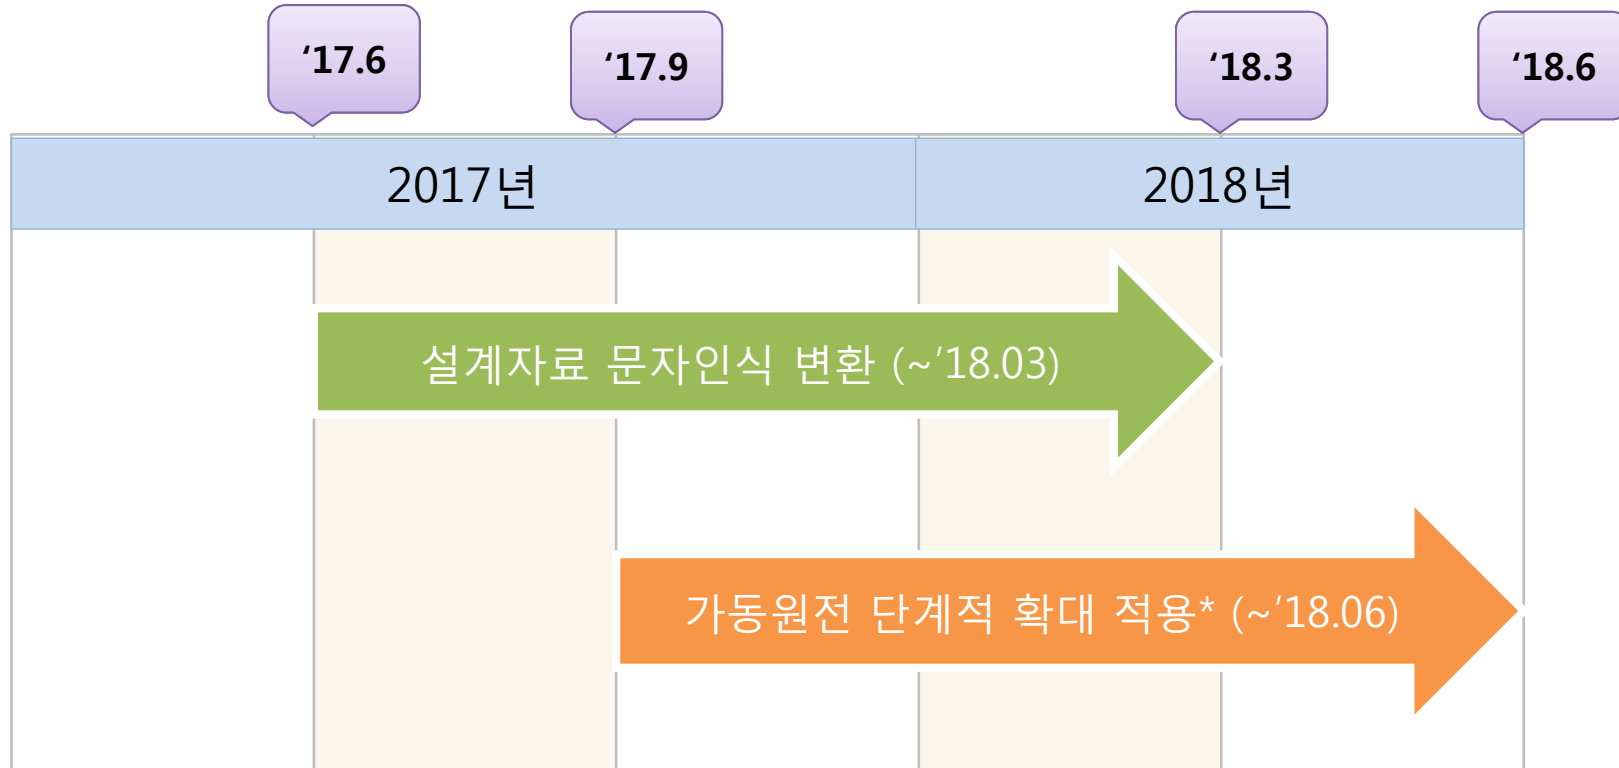 ‘17.6
‘17.9
‘18.3
‘18.6
2017년
2018년
설계자료 문자인식 변환 (~’18.03)
가동원전 단계적 확대 적용* (~’18.06)